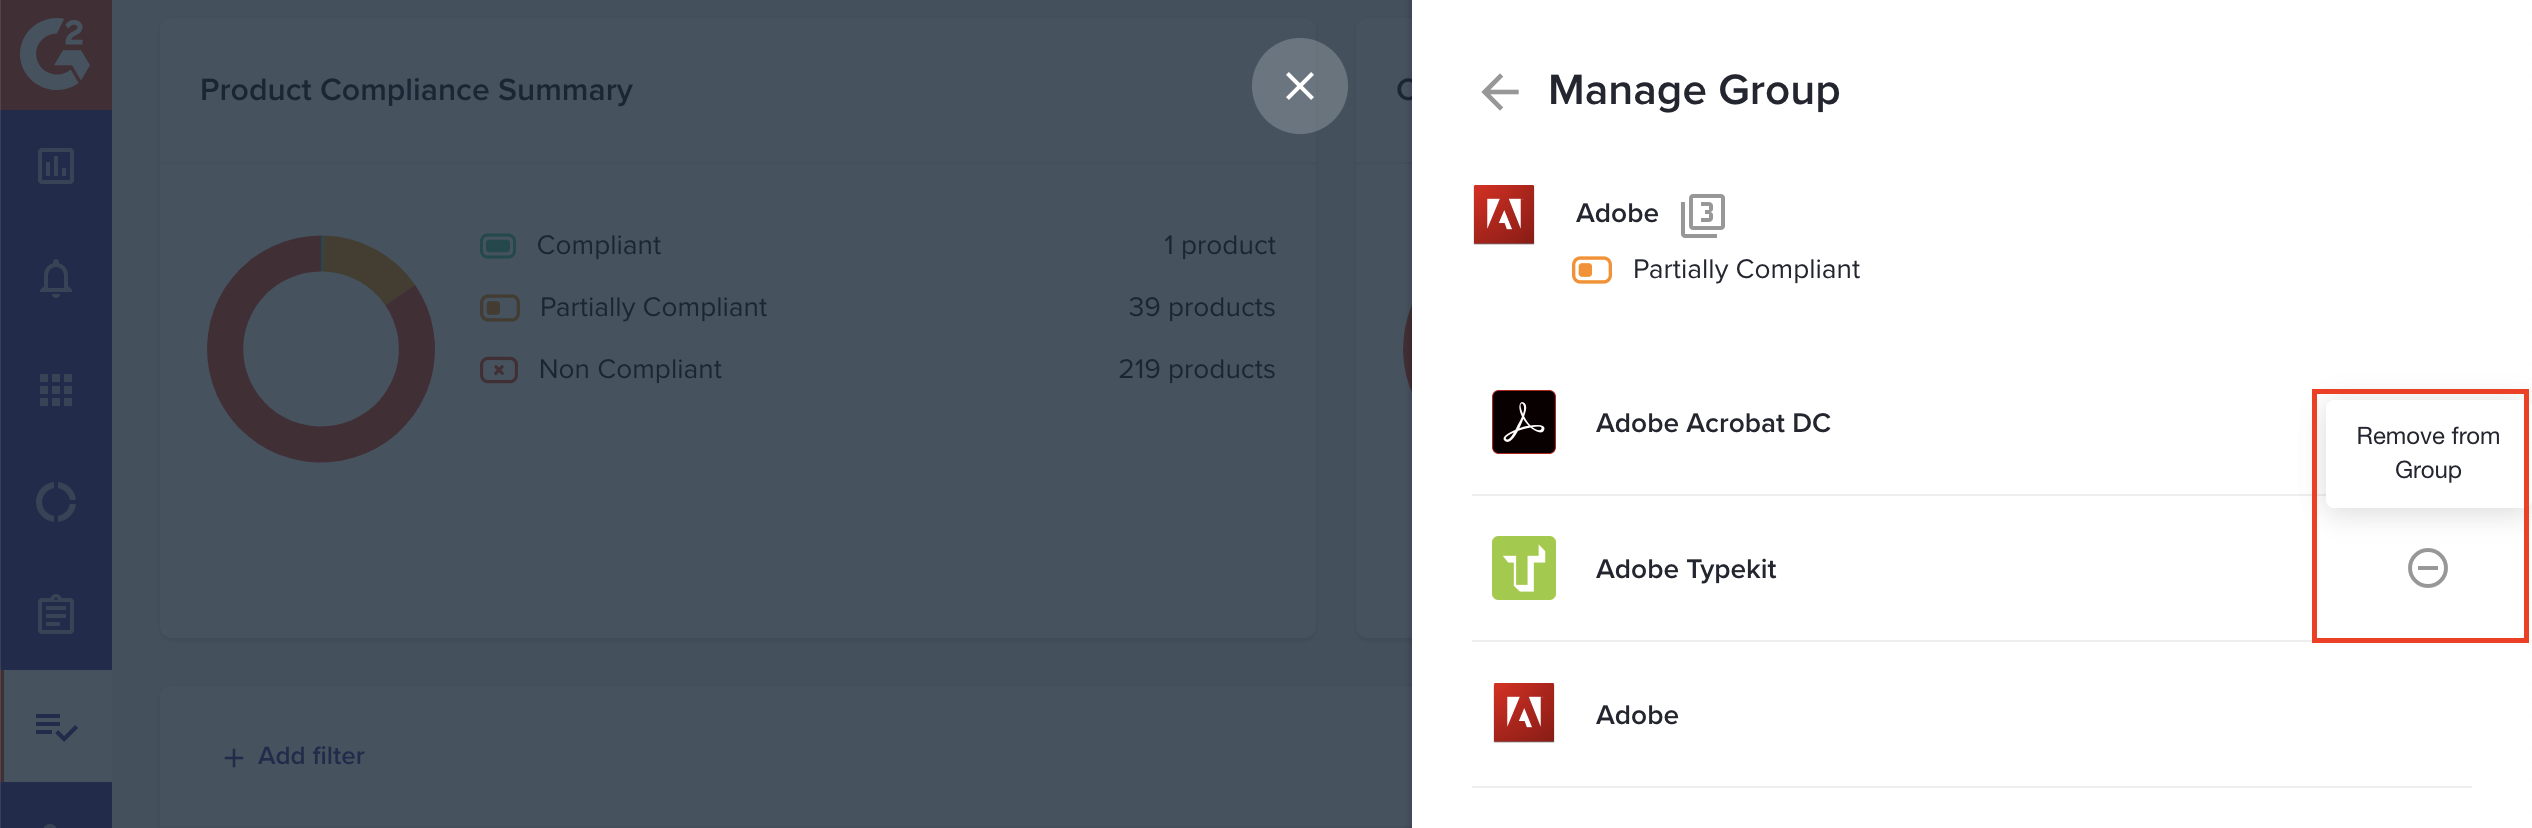 G2
Product Compliance Summary
Compliant 1 product
Partially Compliant 39 products
Non Compliant 219 products
+ Add filter
C
Manage Group
Adobe 3
Partially Compliant
Adobe Acrobat DC
Remove from
Group
Adobe Typekit
Adobe